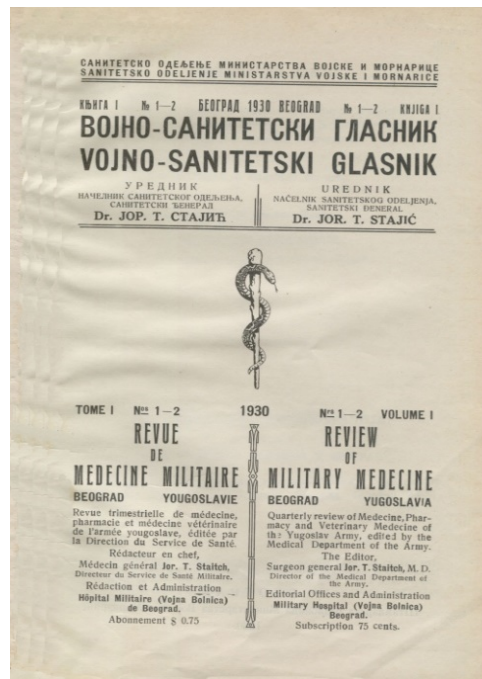 САНИТЕТСКО ОДЕЉЕЊЕ МИНИСТАРСТВА ВОЈСКЕ И МОРНАРИЦЕ
SANITETSKO ODELJENJE MINISTARSTVA VOJSKE I MORNARICE
КЊИГА I № 1—2 БЕОГРАД 1930 BEOGRAD № 1—2 KNJIGA I
ВОЈНО-САНИТЕТСКИ ГЛАСНИК
VOJNO-SANITETSKI GLASNIK
УРЕДНИК
НАЧЕЛНИК САНИТЕТСКОГ ОДЕЉЕЊА,
САНИТЕТСКИ ЂЕНЕРАЛ
Dr. ЈОР. Т. СТАЈИЋ
UREDNIK
NAČELNIK SANITETSKOG ODELJENJA,
SANITETSKI ĐENERAL
Dr. JOR. T. STAJIĆ
TOME I Nos 1—2 1930 Nos 1—2 VOLUME I
REVUE
DE
MEDECINE MILITAIRE
BEOGRAD YOUGOSLAVIE
Revue trimestrielle de médecine,
pharmacie et médecine vétérinaire
de l'armée yougoslave, éditée par
la Direction du Service de Santé.
Rédacteur en chef,
Médecin général Jor. T. Staitch,
Directeur du Service de Santé Militaire.
Rédaction et Administration
Hôpital Militaire (Vojna Bolnica)
de Beograd.
Abonnement $ 0.75
REVIEW
OF
MILITARY MEDECINE
BEOGRAD YUGOSLAVIA
Quarterly review of Medecine, Phar-
macy and Veterinary Medecine of
the Yugoslav Army, edited by the
Medical Department of the Army.
The Editor,
Surgeon general Jor. T. Staitch, M. D.
Director of the Medical Department of
the Army.
Editorial Offices and Administration
Military Hospital (Vojna Bolnica)
Beograd.
Subscription 75 cents.